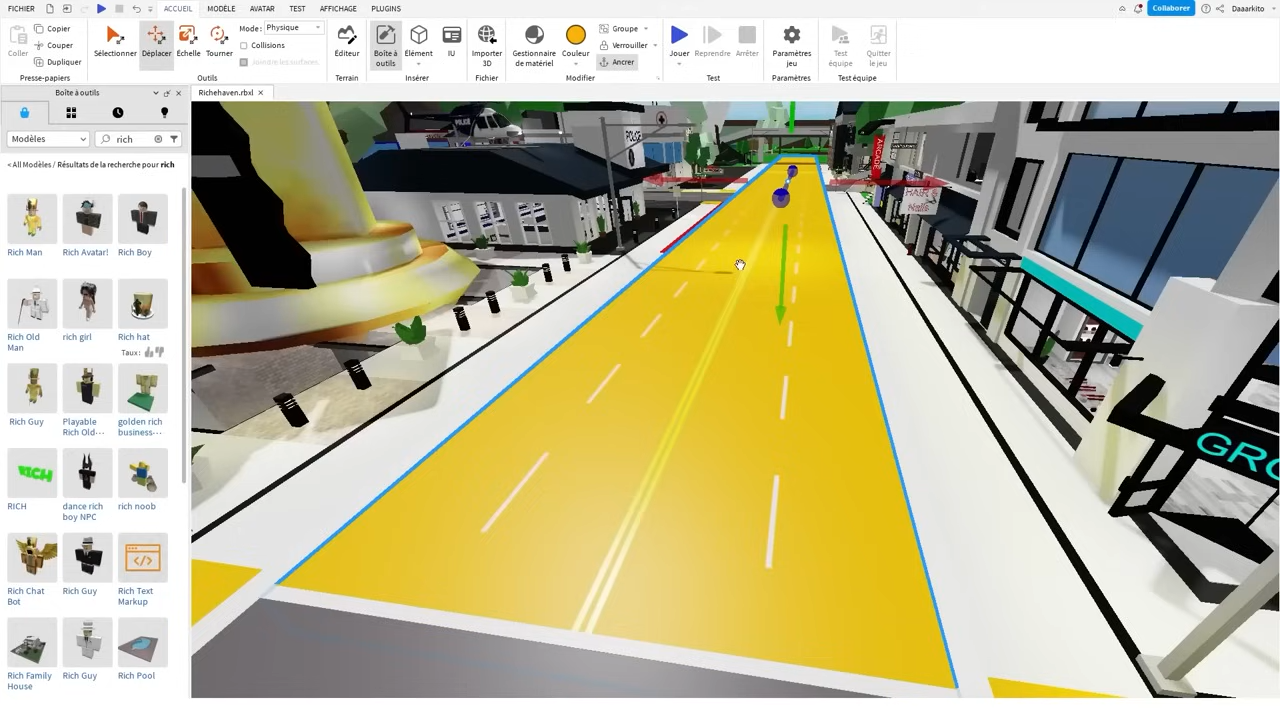 FICHIER
ACCUEIL
MODÈLE
AVATAR
TEST
AFFICHAGE
PLUGINS
Collaborer
Daaarkito
Coller
Copier
Couper
Dupliquer
Presse-papiers
Sélectionner
Déplacer
Échelle
Tourner
Mode: Physique
Collisions
Joindre les surfaces
Outils
Éditeur
Terrain
Boîte à
outils
Élément
IU
Insérer
Importer
3D
Fichier
Gestionnaire
de matériel
Couleur
Groupe
Verrouiller
Ancrer
Modifier
Jouer
Reprendre
Arrêter
Test
Paramètres
jeu
Paramètres
Test
équipe
Quitter
le jeu
Test équipe
Boîte à outils
Richehaven.rbxl
Modèles
rich
< All Modèles / Résultats de la recherche pour rich
Rich Man
Rich Avatar!
Rich Boy
Rich Old
Man
rich girl
Rich hat
Taux:
Rich Guy
Playable
Rich Old···
golden rich
business···
RICH
RICH
dance rich
boy NPC
rich noob
Rich Chat
Bot
Rich Guy
Rich Text
Markup
Rich Family
House
Rich Guy
Rich Pool
POLICE
ARCADE
HAIR &
Nails
GRO